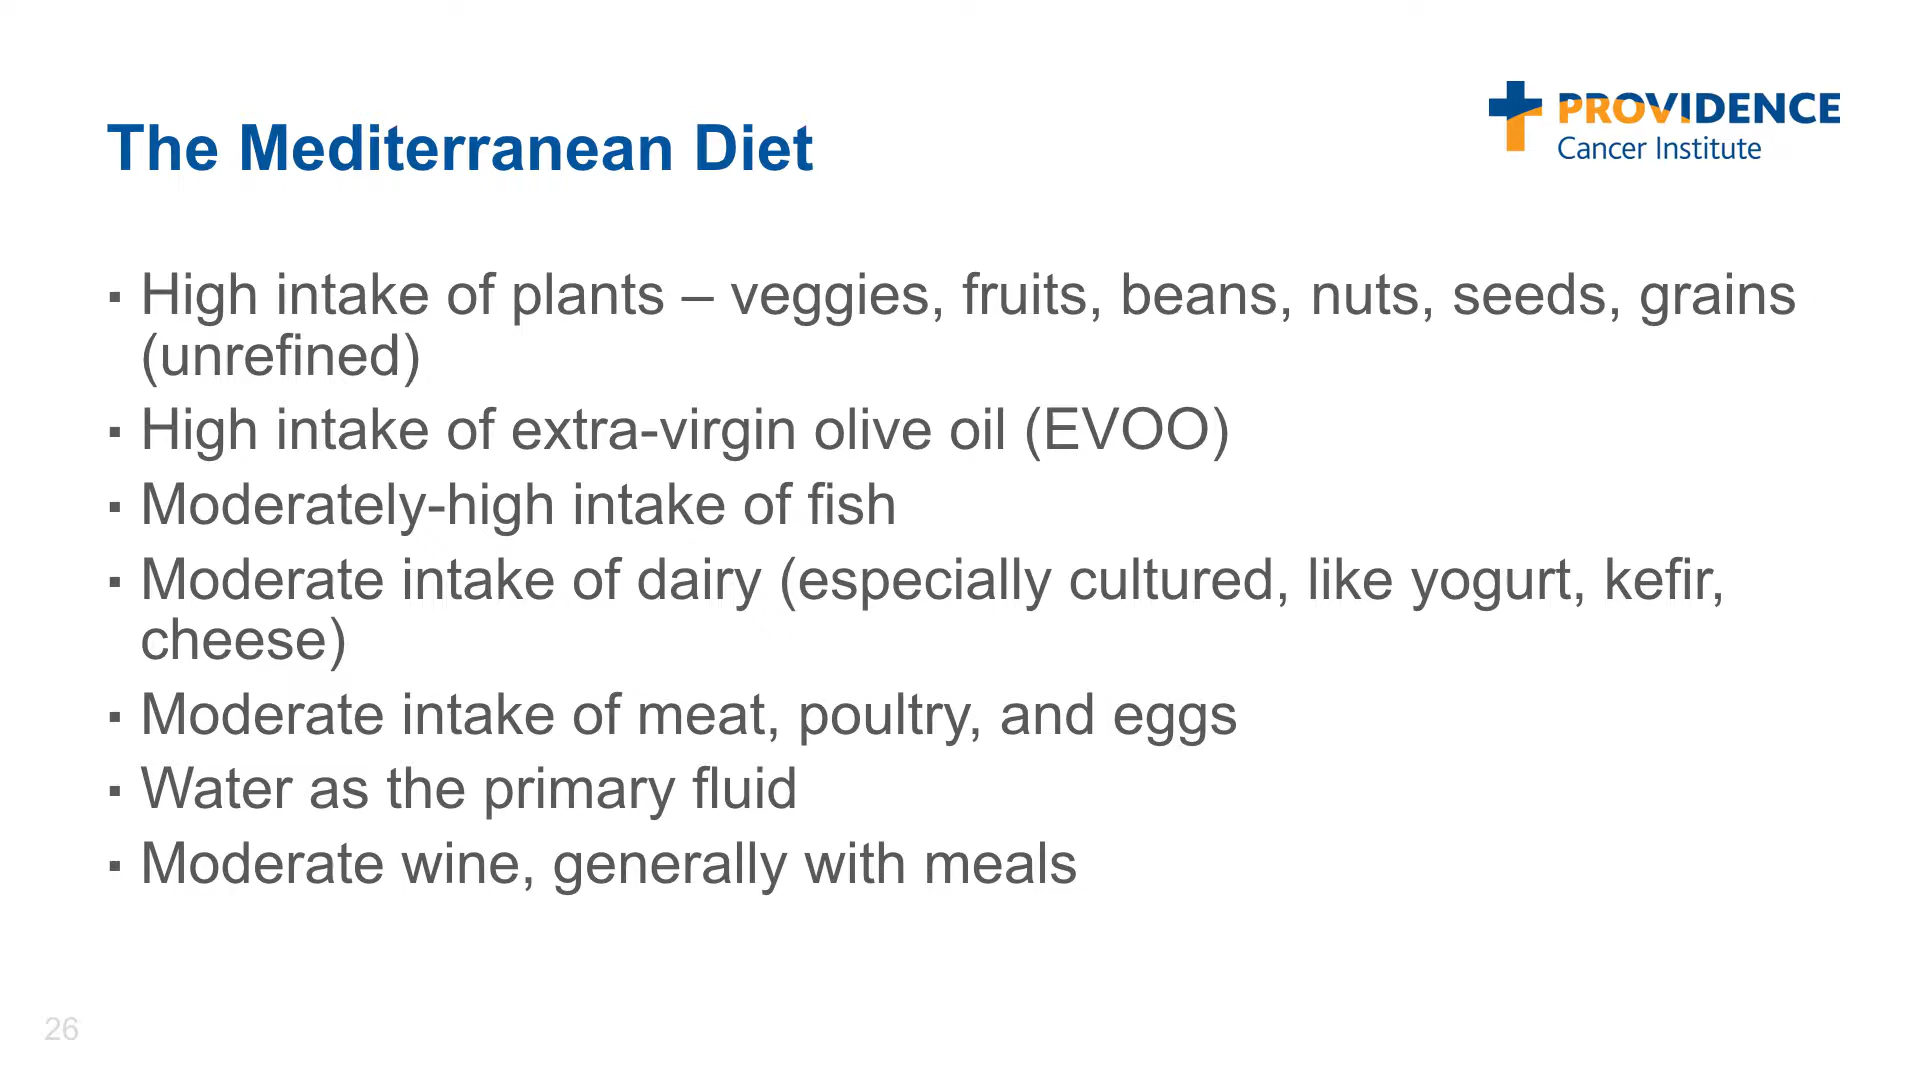 PROVIDENCE
Cancer Institute
The Mediterranean Diet
▪ High intake of plants – veggies, fruits, beans, nuts, seeds, grains
(unrefined)
▪ High intake of extra-virgin olive oil (EVOO)
▪ Moderately-high intake of fish
▪ Moderate intake of dairy (especially cultured, like yogurt, kefir,
cheese)
▪ Moderate intake of meat, poultry, and eggs
▪ Water as the primary fluid
▪ Moderate wine, generally with meals
26